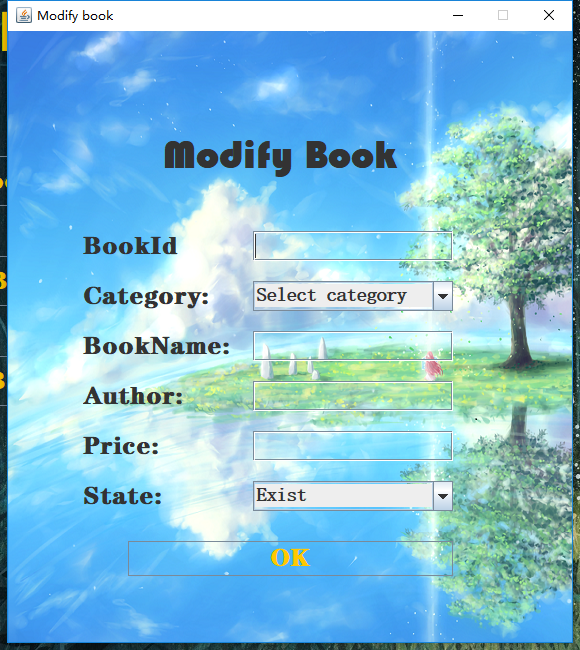 Modify book
Modify Book
BookId
Category: Select category
BookName:
Author:
Price:
State: Exist
OK